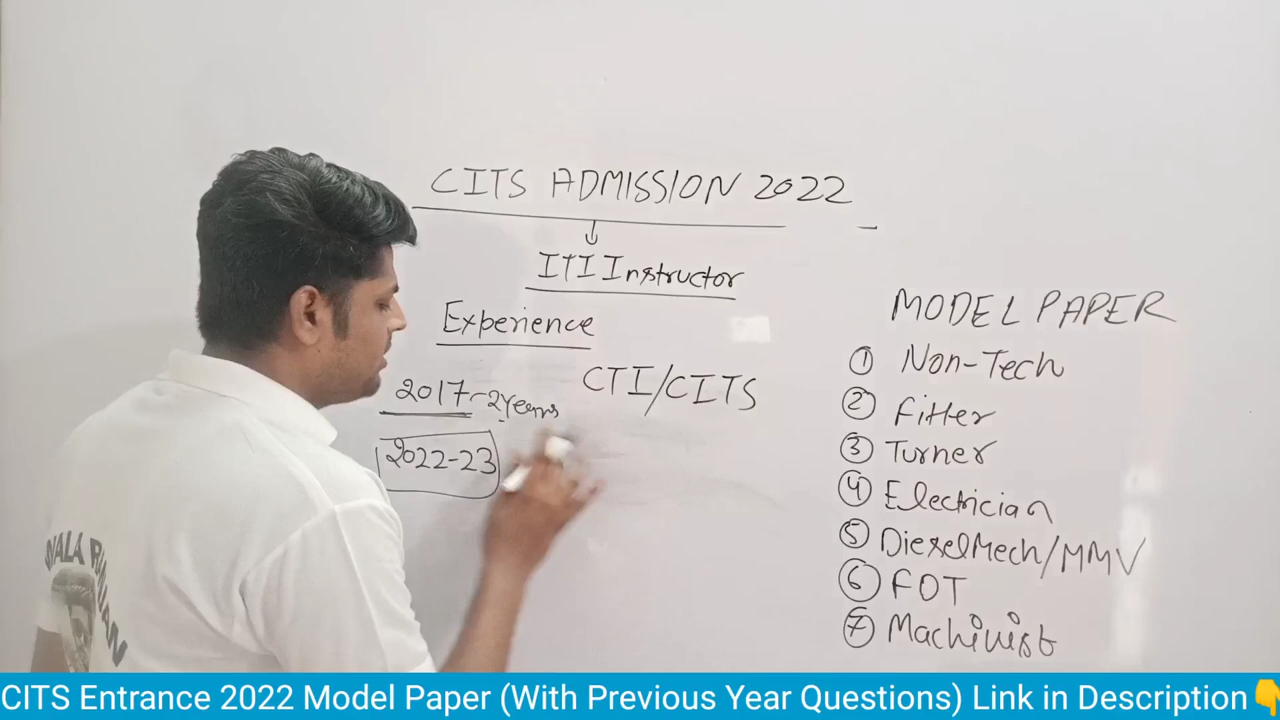 CITS ADMISSION 2022
ITI Instructor
Experience
2017-2Years
CTI/CITS
2022-23
MODEL PAPER
① Non-Tech
② Fitter
③ Turner
④ Electrician
⑤ DieselMech/MMV
⑥ FOT
⑦ Machinist
CITS Entrance 2022 Model Paper (With Previous Year Questions) Link in Description👇